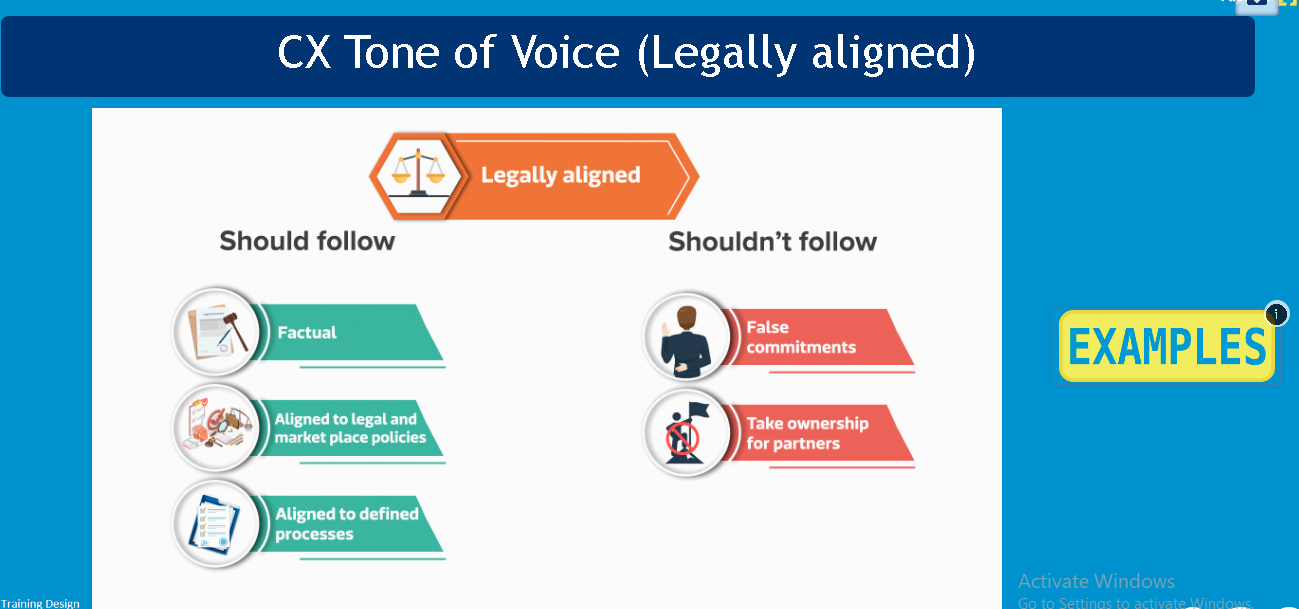 CX Tone of Voice (Legally aligned)
Legally aligned
Should follow
Shouldn't follow
Factual
Aligned to legal and
market place policies
Aligned to defined
processes
False
commitments
Take ownership
for partners
EXAMPLES
i
Activate Windows
Go to Settings to activate Windows.
Training Design